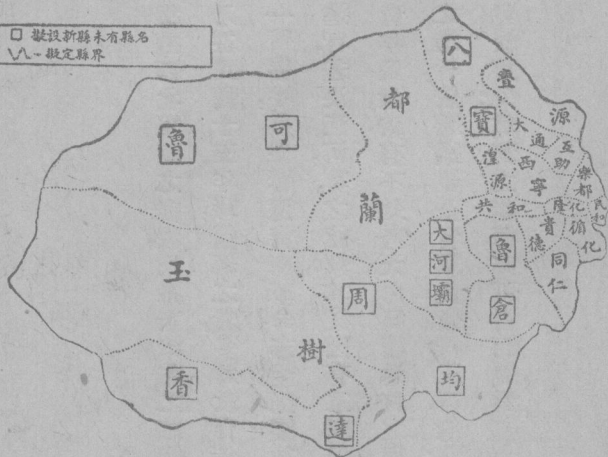 擬設新縣未有縣名
擬定縣界
八寶
亹源
大通
互助
湟源
西寧
樂都
民和
共和
化隆
循化
貴德
同仁
都蘭
可魯
大河壩
魯倉
玉樹
周均
香達